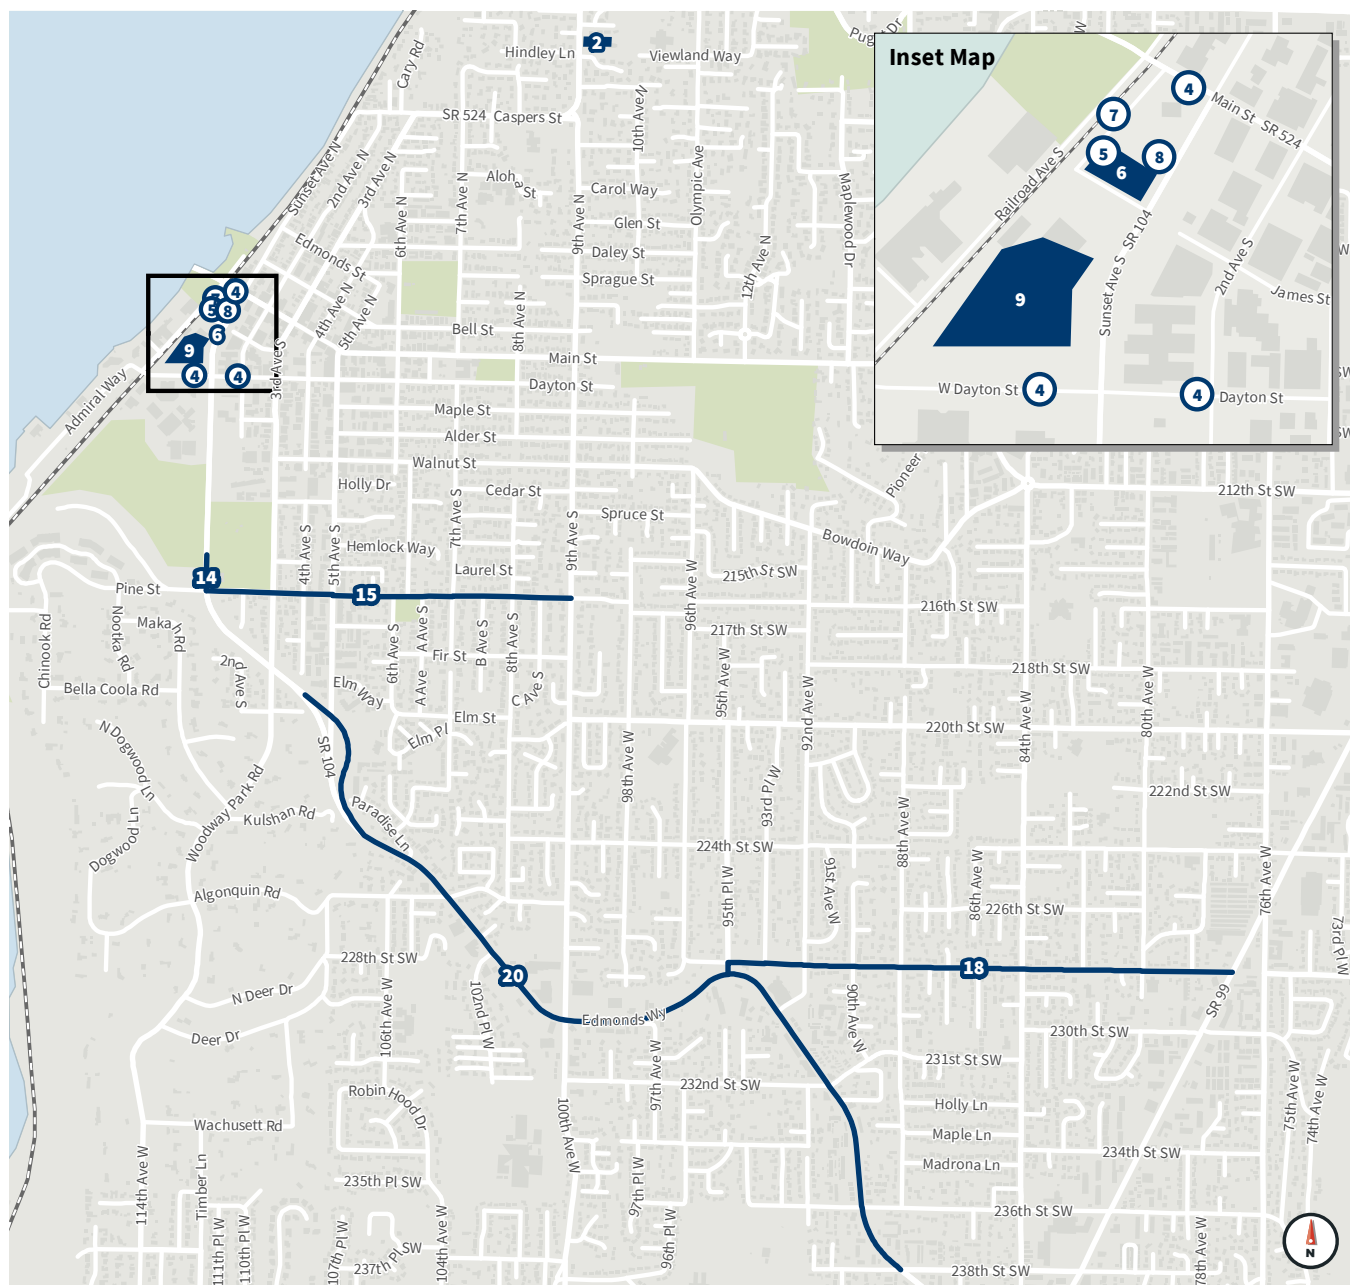 Inset Map
4
7
5
8
6
Main St SR 524
Railroad Ave S
SR 104
Sunset Ave S
2nd Ave S
James St
9
W Dayton St
4
4
Dayton St
2
Hindley Ln
Viewland Way
Cary Rd
SR 524 Caspers St
10th Ave N
Sunset Ave N
2nd Ave N
3rd Ave N
Aloha St
Carol Way
Olympic Ave
Maplewood Dr
6th Ave N
7th Ave N
9th Ave N
Glen St
Edmonds St
Daley St
Sprague St
12th Ave N
4th Ave N
5th Ave N
8th Ave N
Bell St
Main St
4
5
8
6
9
4
4
3rd Ave S
Dayton St
Admiral Way
Maple St
Alder St
Walnut St
Holly Dr
Cedar St
Pioneer
212th St SW
Spruce St
7th Ave S
9th Ave S
4th Ave S
5th Ave S
Hemlock Way
Bowdoin Way
Laurel St
215th St SW
96th Ave W
14
Pine St
15
216th St SW
Chinook Rd
Nootka Rd
Makah Rd
6th Ave S
A Ave S
B Ave S
8th Ave S
217th St SW
2nd Ave S
Fir St
218th St SW
95th Ave W
92nd Ave W
Bella Coola Rd
Elm Way
A Ave
C Ave S
84th Ave W
80th Ave W
Elm St
220th St SW
N Dogwood Ln
SR 104
Elm Pl
98th Ave W
93rd Pl W
222nd St SW
Woodway Park Rd
Kulshan Rd
Paradise Ln
88th Ave W
Dogwood Ln
224th St SW
Algonquin Rd
95th Pl W
91st Ave W
86th Ave W
76th Ave W
226th St SW
73rd Pl W
228th St SW
20
18
N Deer Dr
102nd Pl W
90th Ave W
SR 99
Deer Dr
106th Ave W
Edmonds Wy
230th St SW
231st St SW
97th Ave W
232nd St SW
75th Ave W
74th Ave W
Robin Hood Dr
Holly Ln
Wachusett Rd
100th Ave W
Maple Ln
234th St SW
Madrona Ln
114th Ave W
Timber Ln
235th Pl SW
97th Pl W
236th St SW
111th Pl W
110th Pl W
107th Pl W
237th Pl SW
104th Ave W
96th Pl W
238th St SW
78th Ave W
N